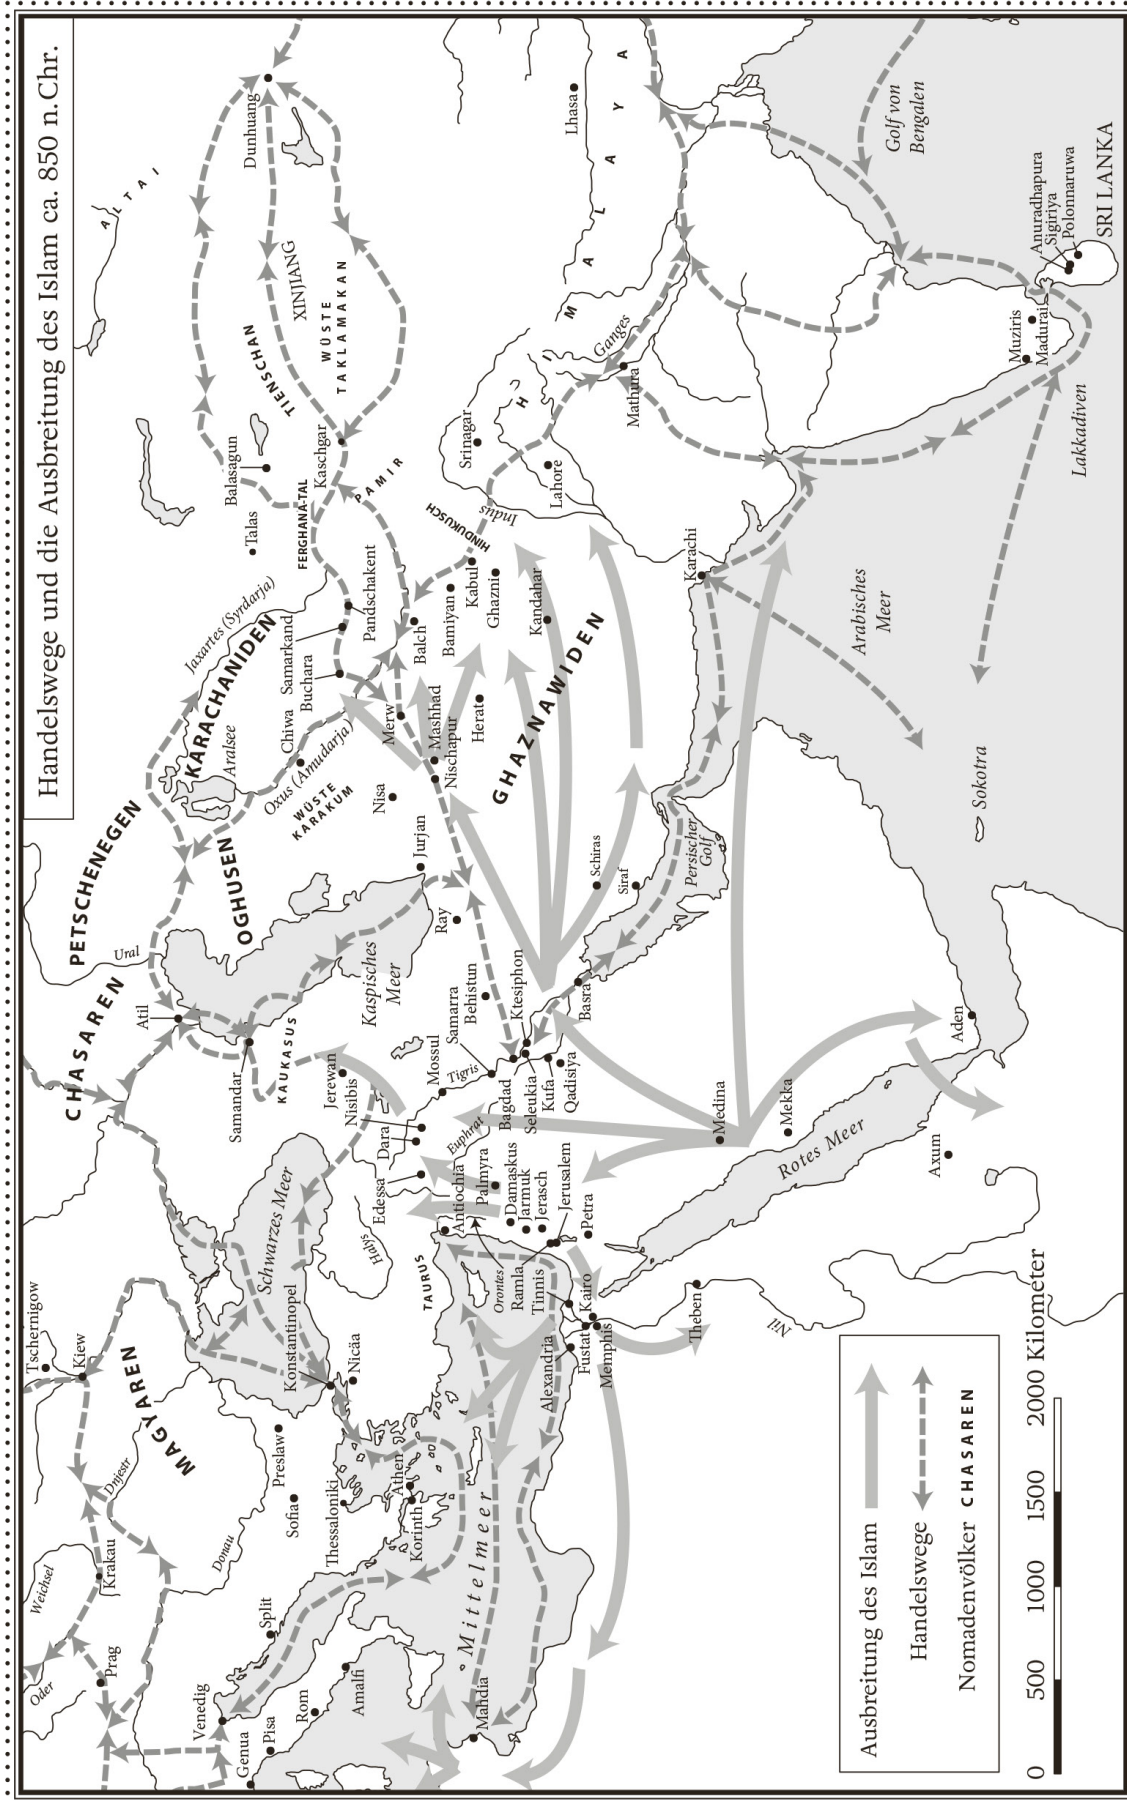 Handelswege und die Ausbreitung des Islam ca. 850 n. Chr.
Oder
Prag
Weichsel
Krakau
Tschernigow
Kiew
MAGYAREN
Dnjestr
Donau
Venedig
Genua
Pisa
Rom
Amalfi
Split
Sofia
Preslaw
Thessaloniki
Konstantinopel
Nicäa
Athen
Korinth
Mittelmeer
Mahdia
Schwarzes Meer
CHASAREN
PETSCHENEGEN
Ural
Atil
Samandar
KAUKASUS
OGHUSEN
Kaspisches
Meer
Jerewan
Nisibis
Dara
Edessa
Halys
TAURUS
Antiochia
Orontes
Palmyra
Euphrat
Mossul
Tigris
Samarra
Behistun
Bagdad
Seleukia
Ktesiphon
Kufa
Qadisiya
Basra
Damaskus
Jarmuk
Jerasch
Jerusalem
Petra
Ramla
Tinnis
Kairo
Alexandria
Fustat
Memphis
Theben
Nil
Medina
Mekka
Rotes Meer
Axum
Aden
Sokotra
KARACHANIDEN
Jaxartes (Syrdarja)
Aralsee
Chiwa
Oxus (Amudarja)
WÜSTE
KARAKUM
Nisa
Jurjan
Ray
Buchara
Samarkand
Pandschakent
Merw
Mashhad
Nischapur
Herat
Balch
Bamiyan
Kabul
Ghazni
Kandahar
GHAZNAWIDEN
Schiras
Siraf
Persischer
Golf
Karachi
Arabisches
Meer
Talas
Balasagun
FERGHANA-TAL
Kaschgar
PAMIR
HINDUKUSCH
Indus
Srinagar
Lahore
TIENSCHAN
ALTAI
XINJIANG
WÜSTE
TAKLAMAKAN
Dunhuang
Lhasa
HIMALAYA
Ganges
Mathura
Golf von
Bengalen
Muziris
Madurai
Anuradhapura
Sigiriya
Polonnaruwa
SRI LANKA
Lakkadiven
Ausbreitung des Islam
Handelswege
Nomadenvölker CHASAREN
0 500 1000 1500 2000 Kilometer